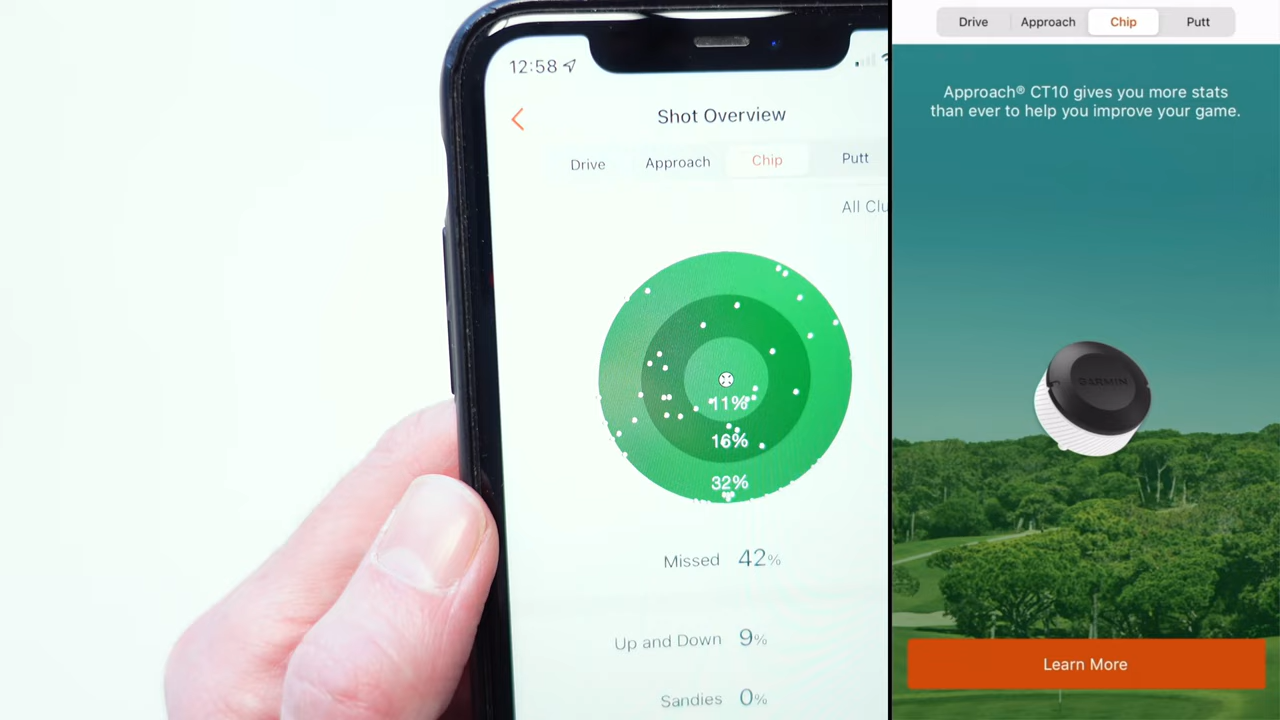 12:58
Shot Overview
Drive
Approach
Chip
Putt
All Clu
11%
16%
32%
Missed 42%
Up and Down 9%
Sandies 0%
Drive
Approach
Chip
Putt
Approach® CT10 gives you more stats
than ever to help you improve your game.
GARMIN
Learn More